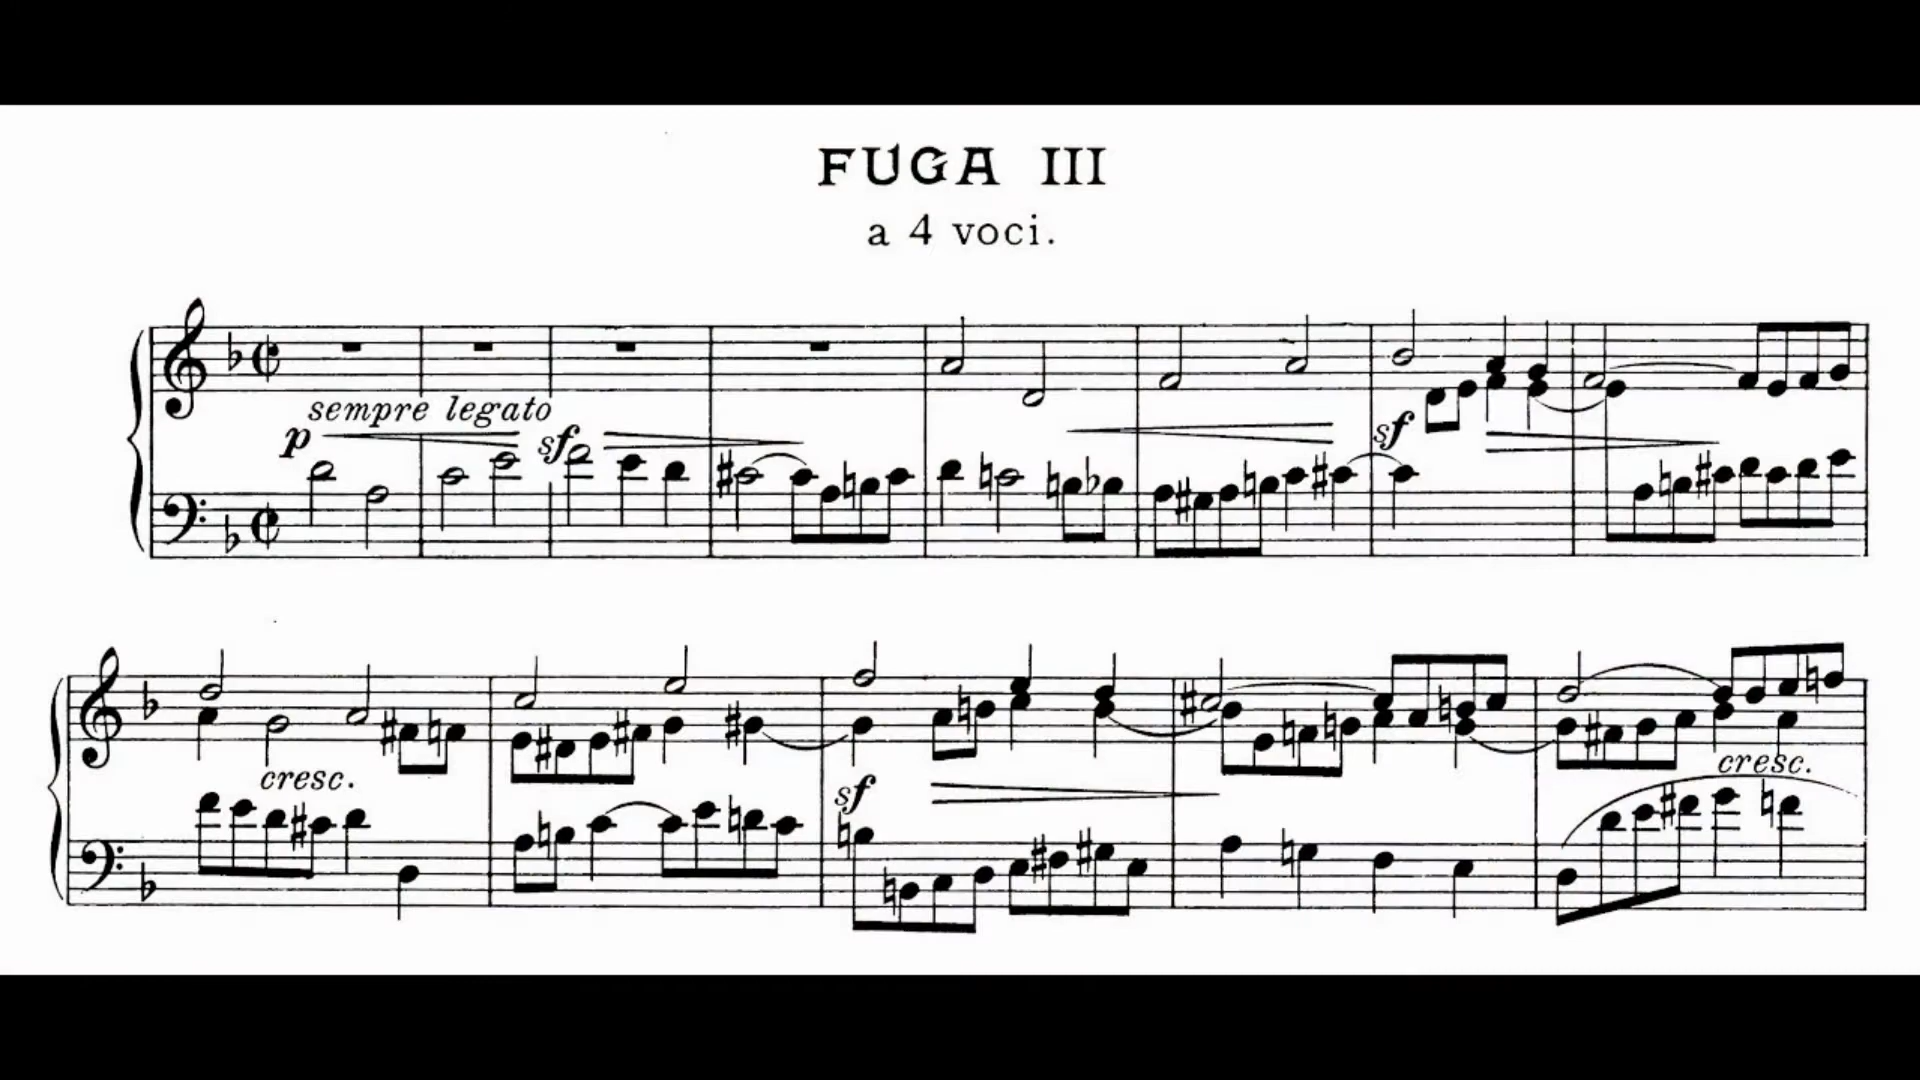 FUGA III
a 4 voci.
sempre legato
p sf
sf
cresc.
cresc.
sf